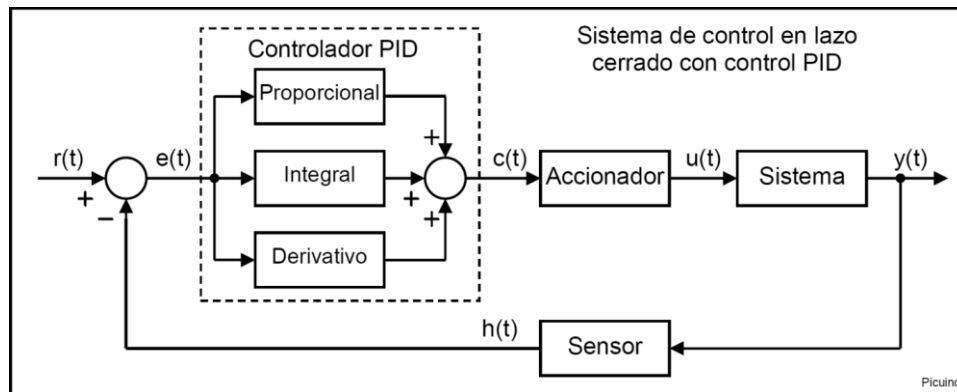 Controlador PID
Sistema de control en lazo
cerrado con control PID
Proporcional
r(t)
e(t)
Integral
c(t)
Accionador
u(t)
Sistema
y(t)
+
−
+
+
+
Derivativo
h(t)
Sensor